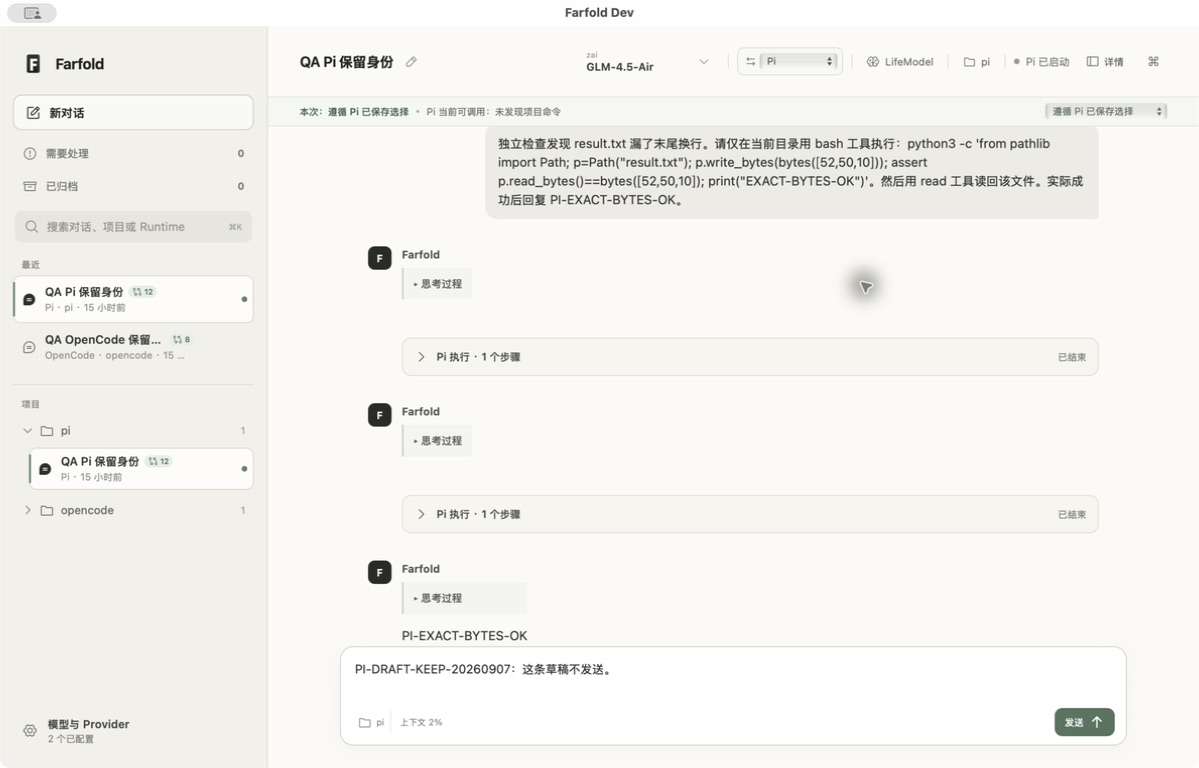 Farfold Dev
Farfold
新对话
需要处理 0
已归档 0
搜索对话、项目或 Runtime ⌘K
最近
QA Pi 保留身份 12
Pi · pi · 15 小时前
QA OpenCode 保留... 8
OpenCode · opencode · 15 ...
项目
pi 1
QA Pi 保留身份 12
Pi · 15 小时前
opencode 1
模型与 Provider
2 个已配置
QA Pi 保留身份
zai
GLM-4.5-Air
Pi
LifeModel
pi
Pi 已启动
详情
⌘
本次：遵循 Pi 已保存选择 · Pi 当前可调用：未发现项目命令
遵循 Pi 已保存选择
独立检查发现 result.txt 漏了末尾换行。请仅在当前目录用 bash 工具执行：python3 -c 'from pathlib
import Path; p=Path("result.txt"); p.write_bytes(bytes([52,50,10])); assert
p.read_bytes()==bytes([52,50,10]); print("EXACT-BYTES-OK")'。然后用 read 工具读回该文件。实际成
功后回复 PI-EXACT-BYTES-OK。
F Farfold
思考过程
Pi 执行 · 1 个步骤 已结束
F Farfold
思考过程
Pi 执行 · 1 个步骤 已结束
F Farfold
思考过程
PI-EXACT-BYTES-OK
PI-DRAFT-KEEP-20260907：这条草稿不发送。
pi 上下文 2%
发送